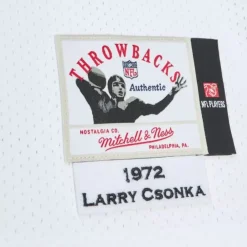 THROWBACKS
NFL
Authentic
NOSTALGIA CO.
Mitchell & Ness
PHILADELPHIA, PA.
NFL PLAYERS
1972
LARRY CSONKA